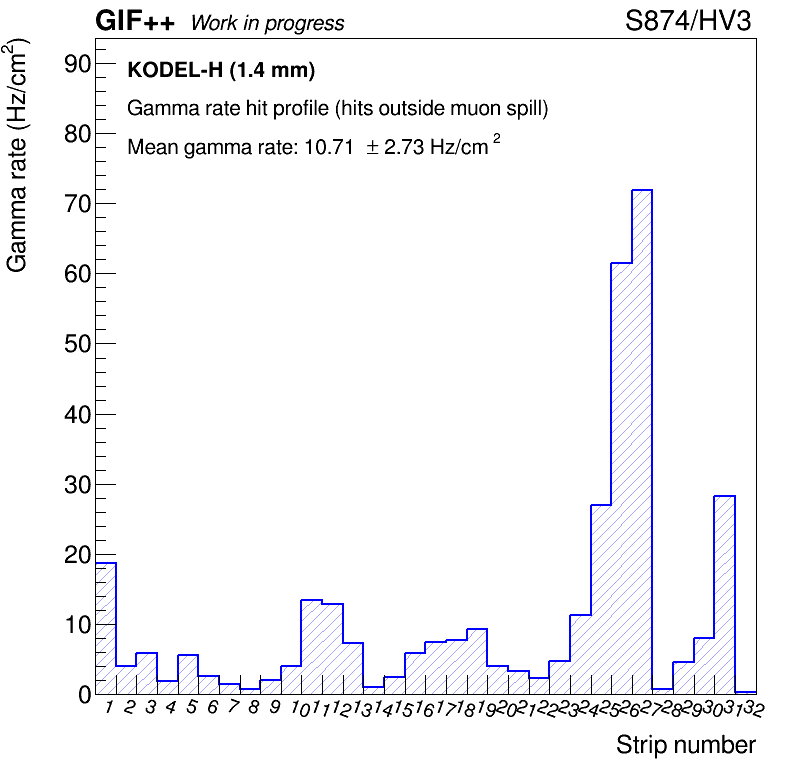 GIF++ Work in progress S874/HV3
Gamma rate (Hz/cm²)
KODEL-H (1.4 mm)
Gamma rate hit profile (hits outside muon spill)
Mean gamma rate: 10.71 ± 2.73 Hz/cm²
90
80
70
60
50
40
30
20
10
0
1 2 3 4 5 6 7 8 9 10 11 12 13 14 15 16 17 18 19 20 21 22 23 24 25 26 27 28 29 30 31 32
Strip number